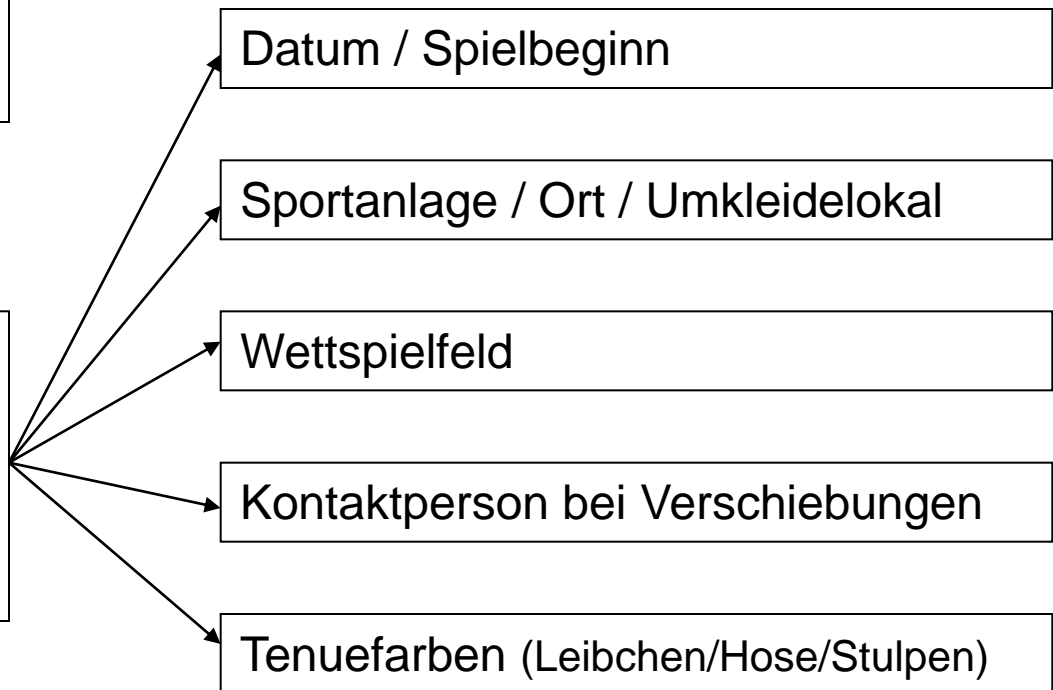 Datum / Spielbeginn
Sportanlage / Ort / Umkleidelokal
Wettspielfeld
Kontaktperson bei Verschiebungen
Tenuefarben (Leibchen/Hose/Stulpen)